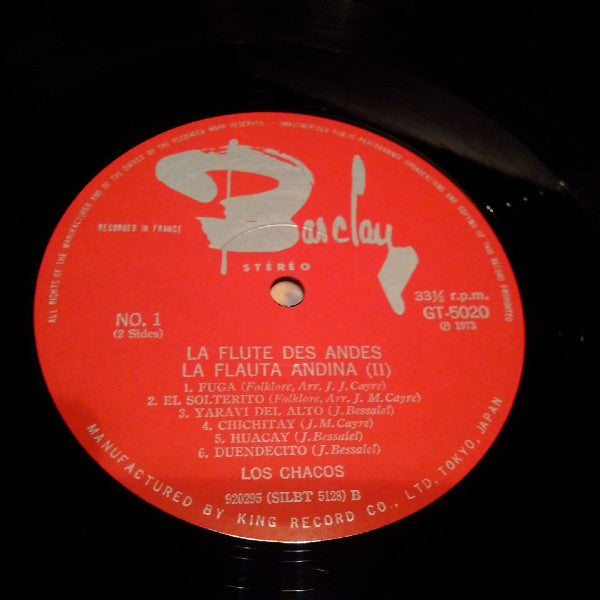 ALL RIGHTS OF THE MANUFACTURER AND OF THE OWNER OF THE RECORDED WORK RESERVED - UNAUTHORIZED PUBLIC PERFORMANCE BROADCASTING AND COPYING OF THIS RECORD PROHIBITED
Barclay
RECORDED IN FRANCE
STÉRÉO
33⅓ r.p.m.
NO. 1
GT-5020
(2 Sides)
℗ 1973
LA FLUTE DES ANDES
LA FLAUTA ANDINA (II)
1. FUGA (Folklore, Arr. J. J. Cayré)
2. EL SOLTERITO (Folklore, Arr. J. M. Cayré)
3. YARAVI DEL ALTO (J. Bessalel)
4. CHICHITAY (J. M. Cayré)
5. HUACAY (J. Bessalel)
6. DUENDECITO (J. Bessalel)
LOS CHACOS
920295 (SILBT 5128) B
MANUFACTURED BY KING RECORD CO., LTD, TOKYO, JAPAN